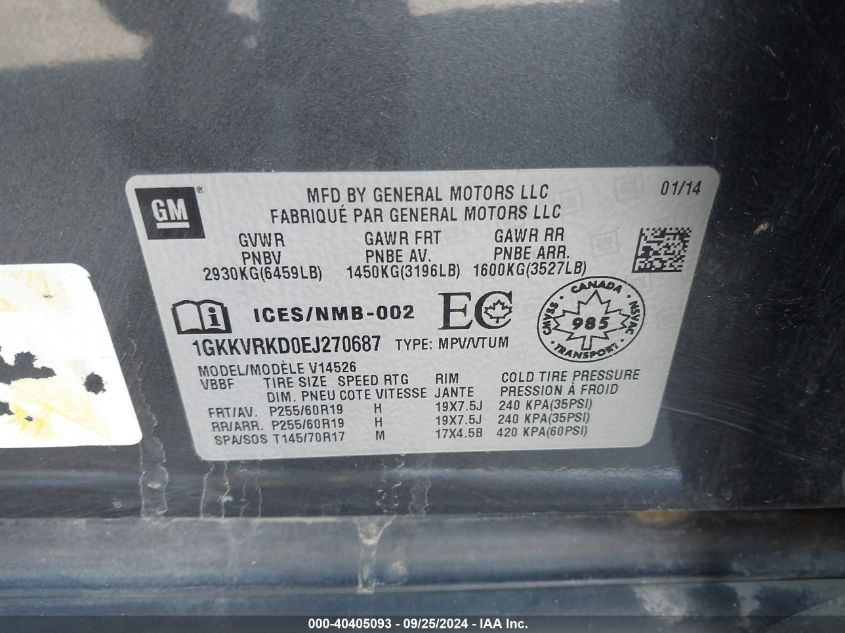 GM ®
MFD BY GENERAL MOTORS LLC 01/14
FABRIQUÉ PAR GENERAL MOTORS LLC
GVWR GAWR FRT GAWR RR
PNBV PNBE AV. PNBE ARR.
2930KG(6459LB) 1450KG(3196LB) 1600KG(3527LB)
ICES/NMB-002 EC
CANADA
CMVSS 985 NSVAC
TRANSPORT
1GKKVRKD0EJ270687 TYPE: MPV/VTUM
MODEL/MODÈLE V14526
VBBF TIRE SIZE SPEED RTG RIM COLD TIRE PRESSURE
DIM. PNEU COTE VITESSE JANTE PRESSION À FROID
FRT/AV. P255/60R19 H 19X7.5J 240 KPA(35PSI)
RR/ARR. P255/60R19 H 19X7.5J 240 KPA(35PSI)
SPA/SOS T145/70R17 M 17X4.5B 420 KPA(60PSI)
000-40405093 - 09/25/2024 - IAA Inc.